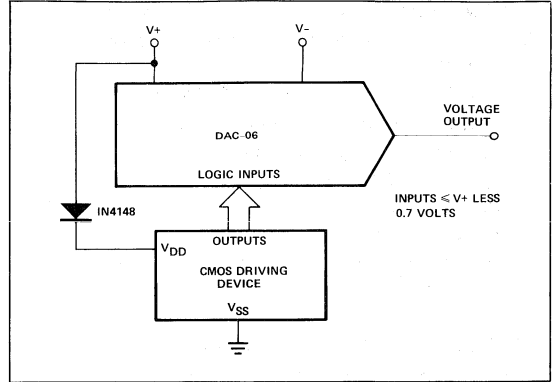 V+
V-
DAC-06
VOLTAGE
OUTPUT
LOGIC INPUTS
INPUTS ⩽ V+ LESS
0.7 VOLTS
IN4148
OUTPUTS
VDD
CMOS DRIVING
DEVICE
VSS